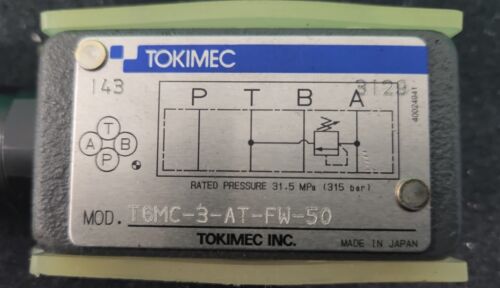 TOKIMEC
143 3129
P T B A
40024941
T
A B
P
RATED PRESSURE 31.5 MPa (315 bar)
MOD. TGMC-3-AT-FW-50
TOKIMEC INC.
MADE IN JAPAN